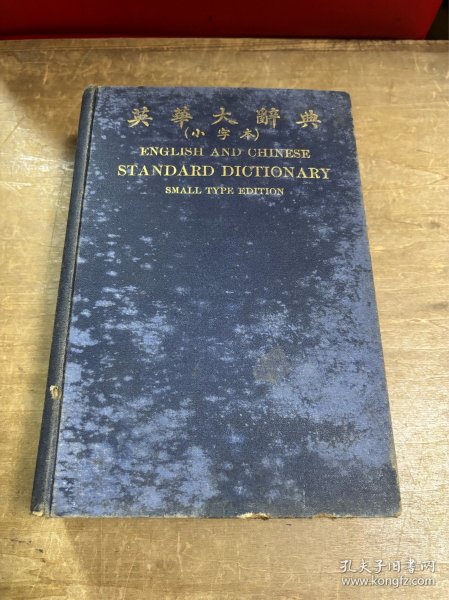 英華大辭典
(小字本)
ENGLISH AND CHINESE
STANDARD DICTIONARY
SMALL TYPE EDITION
孔夫子旧书网
www.kongfz.com